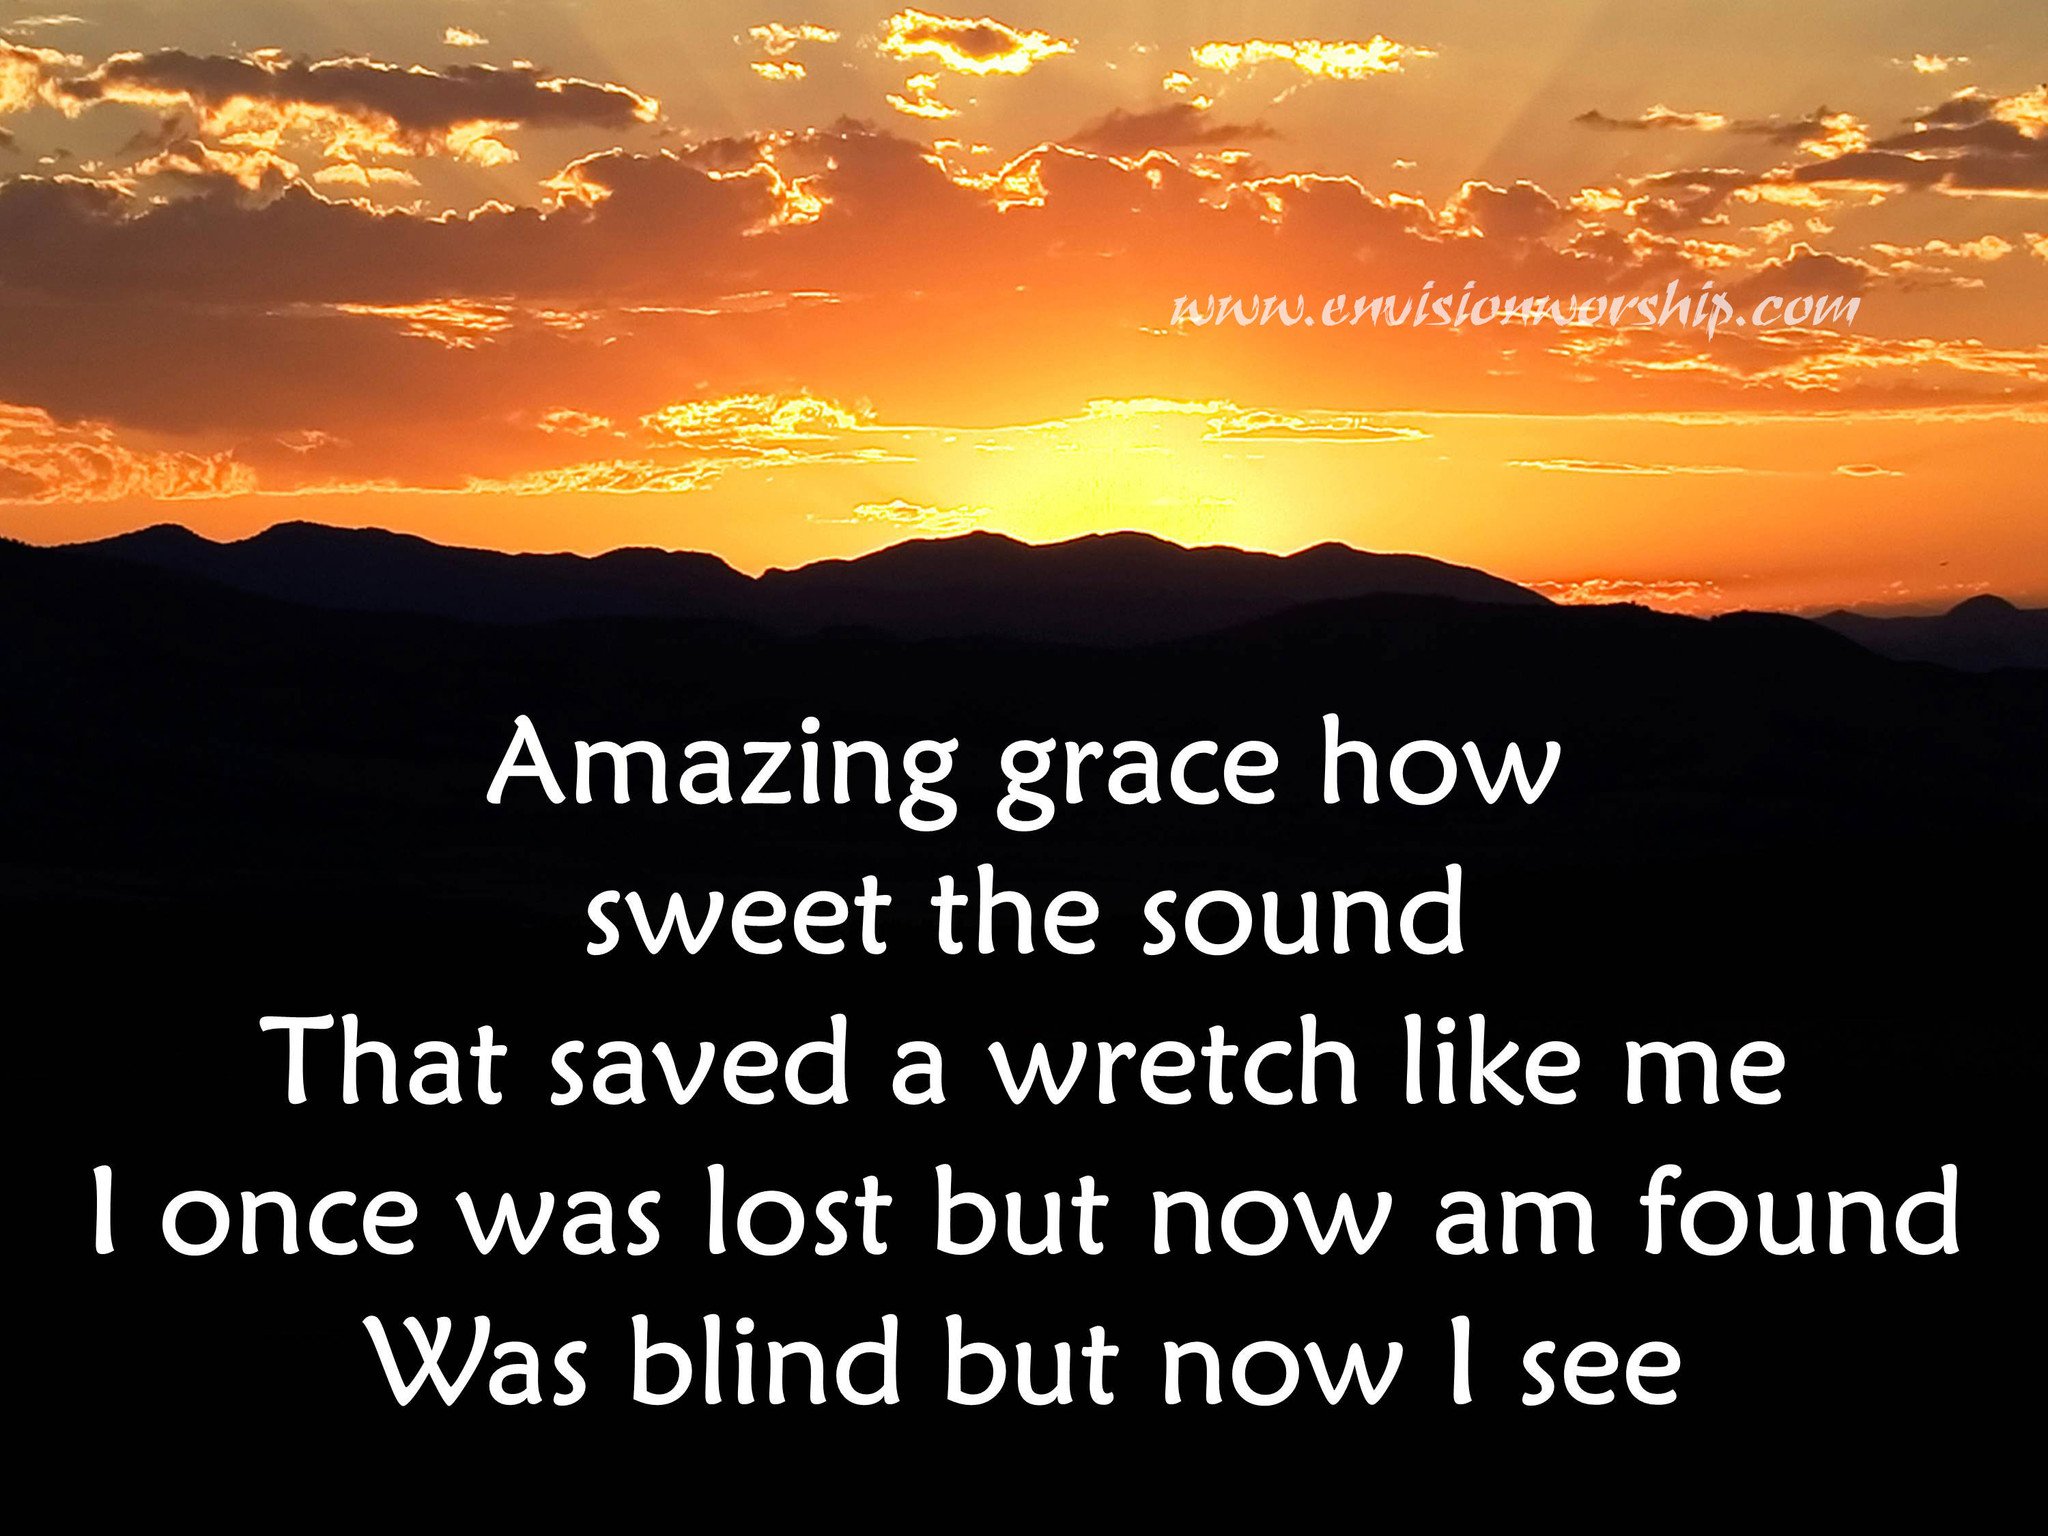 www.envisionworship.com
Amazing grace how
sweet the sound
That saved a wretch like me
I once was lost but now am found
Was blind but now I see